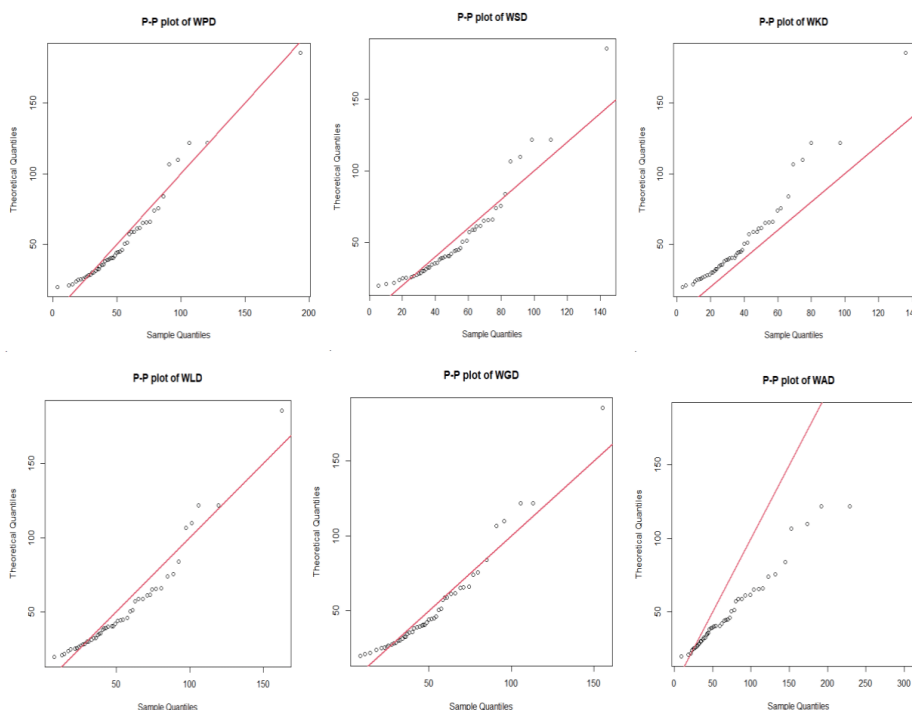 P-P plot of WPD
Theoretical Quantiles
150
100
50
0 50 100 150 200
Sample Quantiles
P-P plot of WSD
Theoretical Quantiles
150
100
50
0 20 40 60 80 100 120 140
Sample Quantiles
P-P plot of WKD
Theoretical Quantiles
150
100
50
0 20 40 60 80 100 120
Sample Quantiles
P-P plot of WLD
Theoretical Quantiles
150
100
50
50 100 150
Sample Quantiles
P-P plot of WGD
Theoretical Quantiles
150
100
50
50 100 150
Sample Quantiles
P-P plot of WAD
Theoretical Quantiles
150
100
50
0 50 100 150 200 250 300
Sample Quantiles